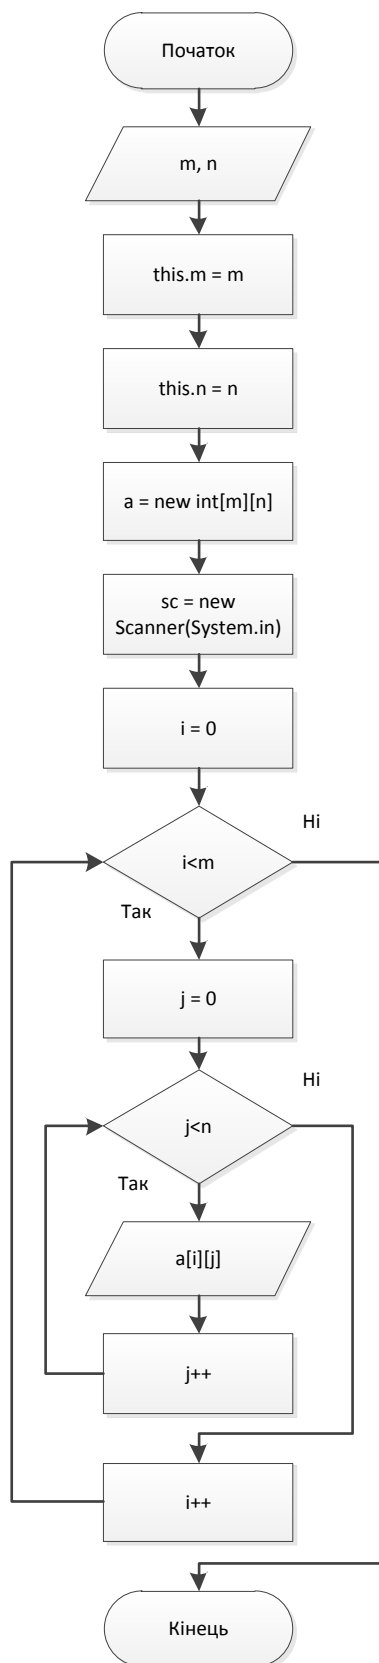 Початок
m, n
this.m = m
this.n = n
a = new int[m][n]
sc = new
Scanner(System.in)
i = 0
Ні
i<m
Так
j = 0
Ні
j<n
Так
a[i][j]
j++
i++
Кінець